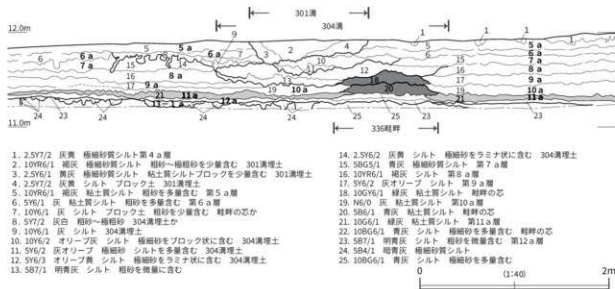 301溝
304溝
12.0m
11.0m
336畦畔
1. 2.5Y7/2 灰黄 極細砂質シルト第4a層
2. 10YR6/1 褐灰 極細砂質シルト 粗砂~極粗砂を少量含む 301溝埋土
3. 2.5Y6/1 黄灰 極細砂質シルト 粘土質シルトブロックを少量含む 301溝埋土
4. 2.5Y7/2 灰黄 シルト ブロック土 301溝埋土
5. 10YR6/1 褐灰 粘土質シルト 粗砂を多量含む 第5a層
6. 5Y6/1 灰 粘土質シルト 粗砂を多量含む 第6a層
7. 10Y6/1 灰 シルト ブロック土 粗砂を少量含む 畦畔の芯か
8. 5Y7/2 灰白 粗砂~極粗砂 304溝埋土か
9. 10Y6/1 灰 シルト 304溝埋土
10. 10Y6/2 オリーブ灰 シルト 極細砂をブロック状に含む 304溝埋土
11. 5Y6/2 灰オリーブ 極細砂 シルトを多量含む 304溝埋土
12. 5Y6/3 オリーブ黄 シルト 極細砂をラミナ状に含む 304溝埋土
13. 5B7/1 明青灰 シルト 粗砂を微量に含む
14. 2.5Y6/2 灰黄 シルト 極細砂をラミナ状に含む 304溝埋土
15. 5BG5/1 青灰 極細砂質シルト 第7a層
16. 10YR6/1 褐灰 シルト 第8a層
17. 5Y6/2 灰オリーブ シルト 第9a層
18. 10GY6/1 緑灰 粘土質シルト 畦畔の芯
19. N6/0 灰 粘土質シルト 第10a層
20. 5B6/1 青灰 粘土質シルト 畦畔の芯
21. 10G6/1 緑灰 粘土質シルト 第11a層
22. 10BG6/1 青灰 シルト 極細砂を多量含む 畦畔の芯
23. 5B7/1 明青灰 シルト 粗砂を微量含む 第12a層
24. 5B4/1 暗青灰 極細砂質シルト
25. 10BG6/1 青灰 シルト 極細砂を多量含む
0 (1:40) 2m